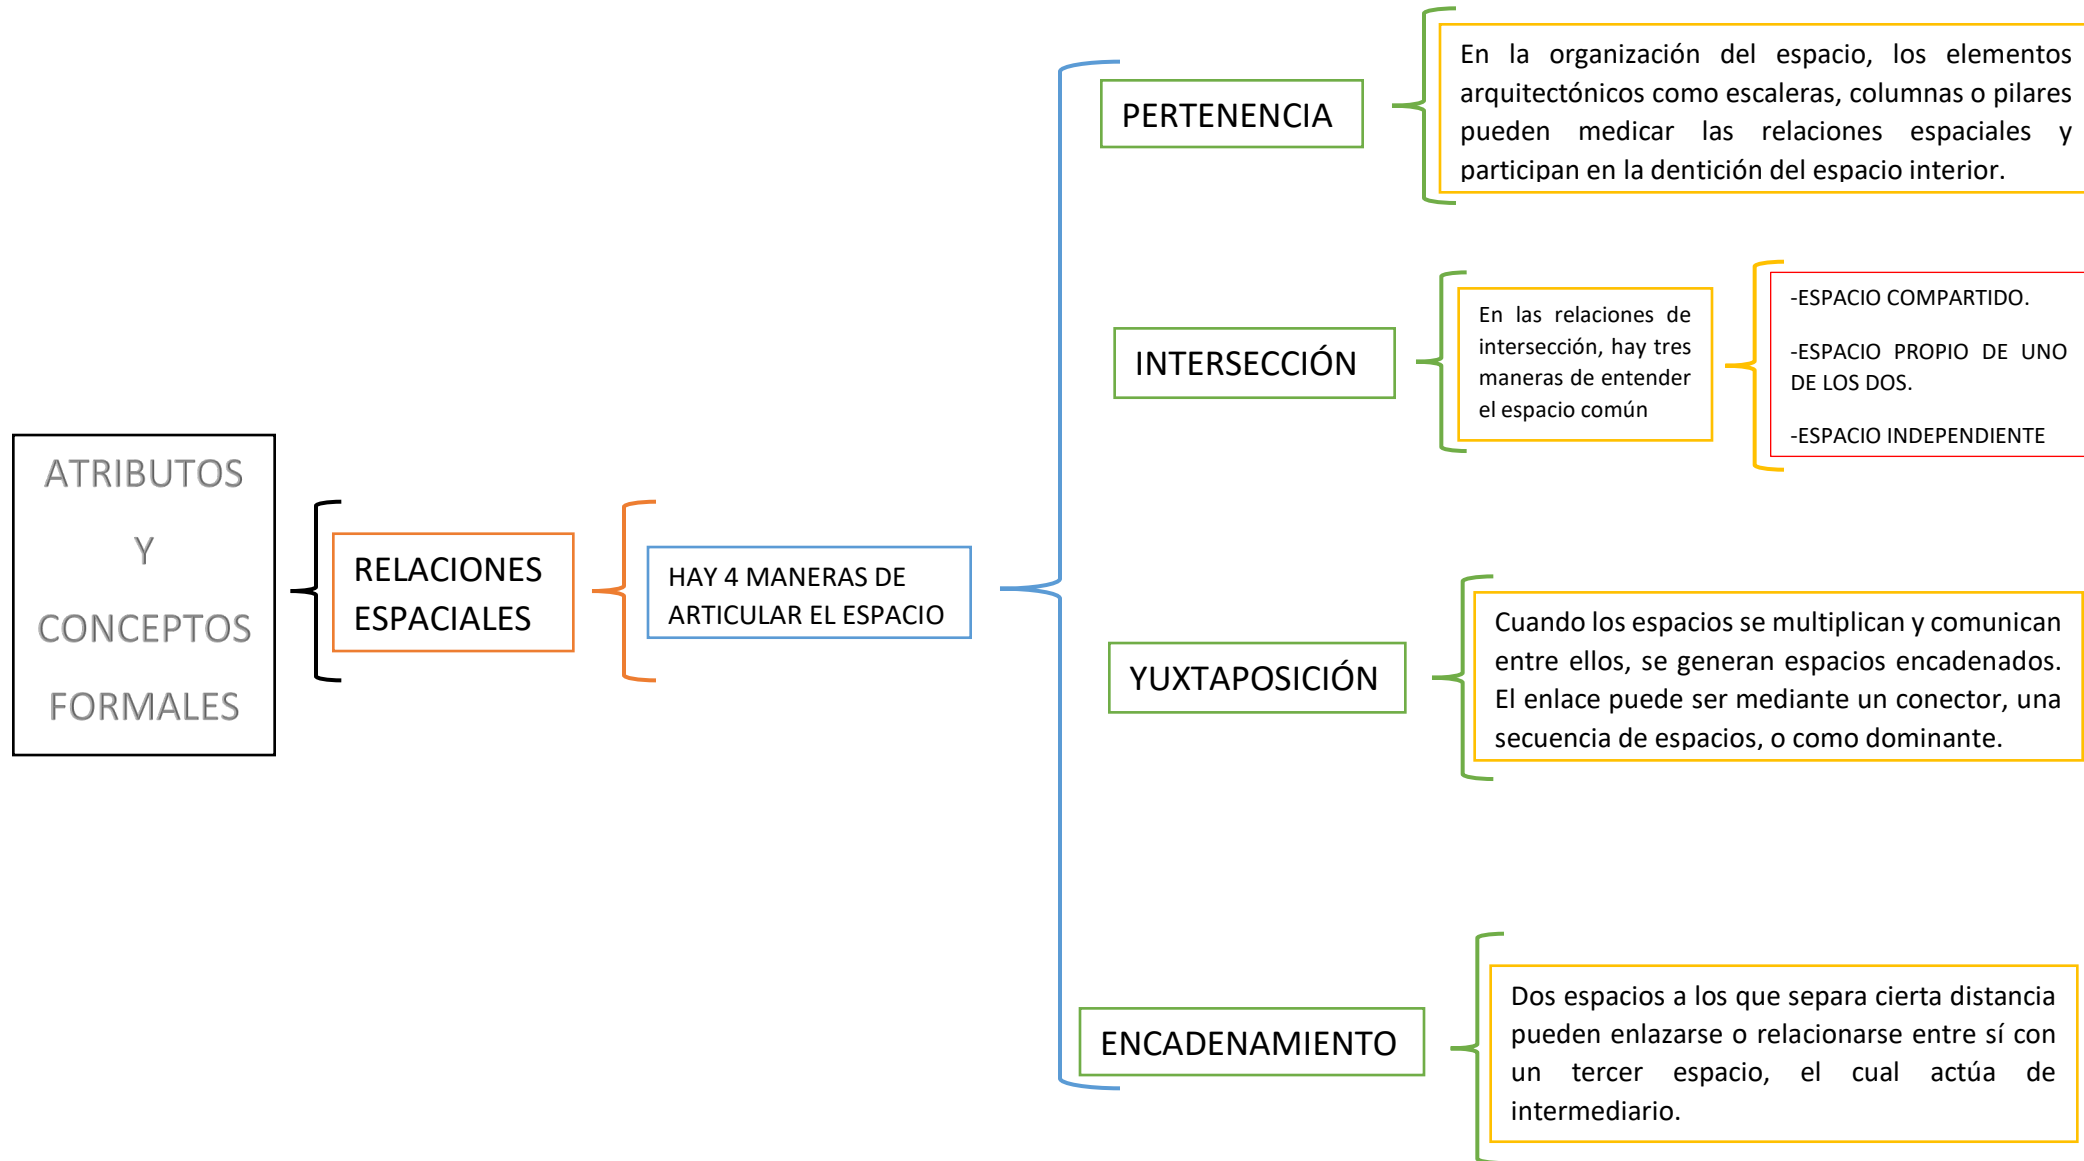 ATRIBUTOS
Y
CONCEPTOS
FORMALES
RELACIONES
ESPACIALES
HAY 4 MANERAS DE
ARTICULAR EL ESPACIO
PERTENENCIA
En la organización del espacio, los elementos
arquitectónicos como escaleras, columnas o pilares
pueden medicar las relaciones espaciales y
participan en la dentición del espacio interior.
INTERSECCIÓN
En las relaciones de
intersección, hay tres
maneras de entender
el espacio común
-ESPACIO COMPARTIDO.
-ESPACIO PROPIO DE UNO
DE LOS DOS.
-ESPACIO INDEPENDIENTE
YUXTAPOSICIÓN
Cuando los espacios se multiplican y comunican
entre ellos, se generan espacios encadenados.
El enlace puede ser mediante un conector, una
secuencia de espacios, o como dominante.
ENCADENAMIENTO
Dos espacios a los que separa cierta distancia
pueden enlazarse o relacionarse entre sí con
un tercer espacio, el cual actúa de
intermediario.